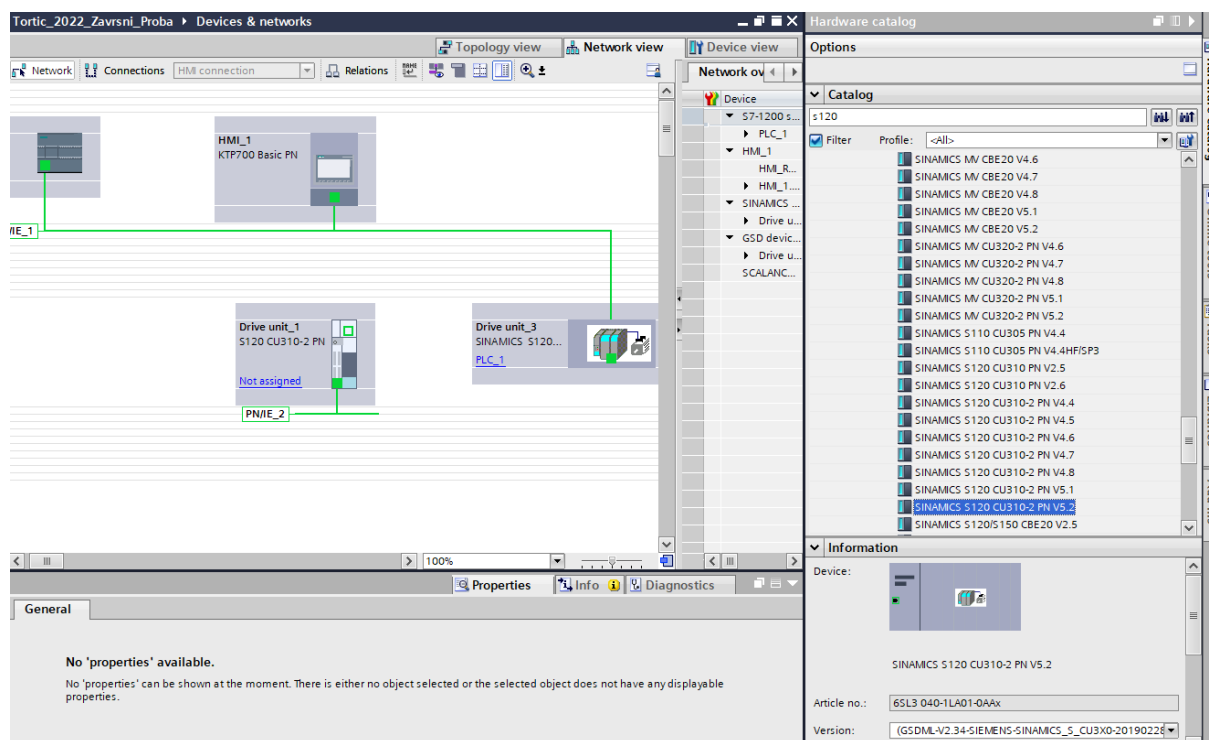 Tortic_2022_Zavrsni_Proba ▸ Devices & networks
Topology view Network view Device view
Network Connections HMI connection Relations
Network ov
Device
S7-1200 s...
PLC_1
HMI_1
HMI_R...
HMI_1....
SINAMICS ...
Drive u...
GSD devic...
Drive u...
SCALANC...
HMI_1
KTP700 Basic PN
/IE_1
Drive unit_1
S120 CU310-2 PN
Not assigned
Drive unit_3
SINAMICS S120...
PLC_1
PN/IE_2
100%
Properties Info Diagnostics
General
No 'properties' available.
No 'properties' can be shown at the moment. There is either no object selected or the selected object does not have any displayable
properties.
Hardware catalog
Options
Catalog
s120
Filter Profile: <All>
SINAMICS MV CBE20 V4.6
SINAMICS MV CBE20 V4.7
SINAMICS MV CBE20 V4.8
SINAMICS MV CBE20 V5.1
SINAMICS MV CBE20 V5.2
SINAMICS MV CU320-2 PN V4.6
SINAMICS MV CU320-2 PN V4.7
SINAMICS MV CU320-2 PN V4.8
SINAMICS MV CU320-2 PN V5.1
SINAMICS MV CU320-2 PN V5.2
SINAMICS S110 CU305 PN V4.4
SINAMICS S110 CU305 PN V4.4HF/SP3
SINAMICS S120 CU310 PN V2.5
SINAMICS S120 CU310 PN V2.6
SINAMICS S120 CU310-2 PN V4.4
SINAMICS S120 CU310-2 PN V4.5
SINAMICS S120 CU310-2 PN V4.6
SINAMICS S120 CU310-2 PN V4.7
SINAMICS S120 CU310-2 PN V4.8
SINAMICS S120 CU310-2 PN V5.1
SINAMICS S120 CU310-2 PN V5.2
SINAMICS S120/S150 CBE20 V2.5
Information
Device:
SINAMICS S120 CU310-2 PN V5.2
Article no.: 6SL3 040-1LA01-0AAx
Version: (GSDML-V2.34-SIEMENS-SINAMICS_S_CU3X0-20190228